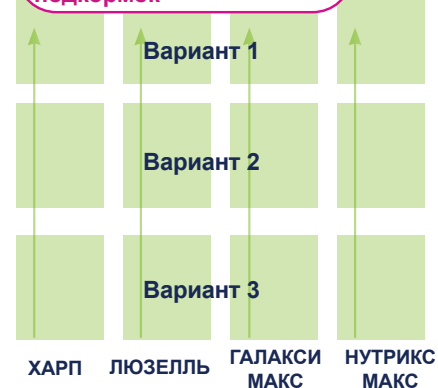 подкормок
Вариант 1
Вариант 2
Вариант 3
ХАРП ЛЮЗЕЛЛЬ ГАЛАКСИ МАКС НУТРИКС МАКС